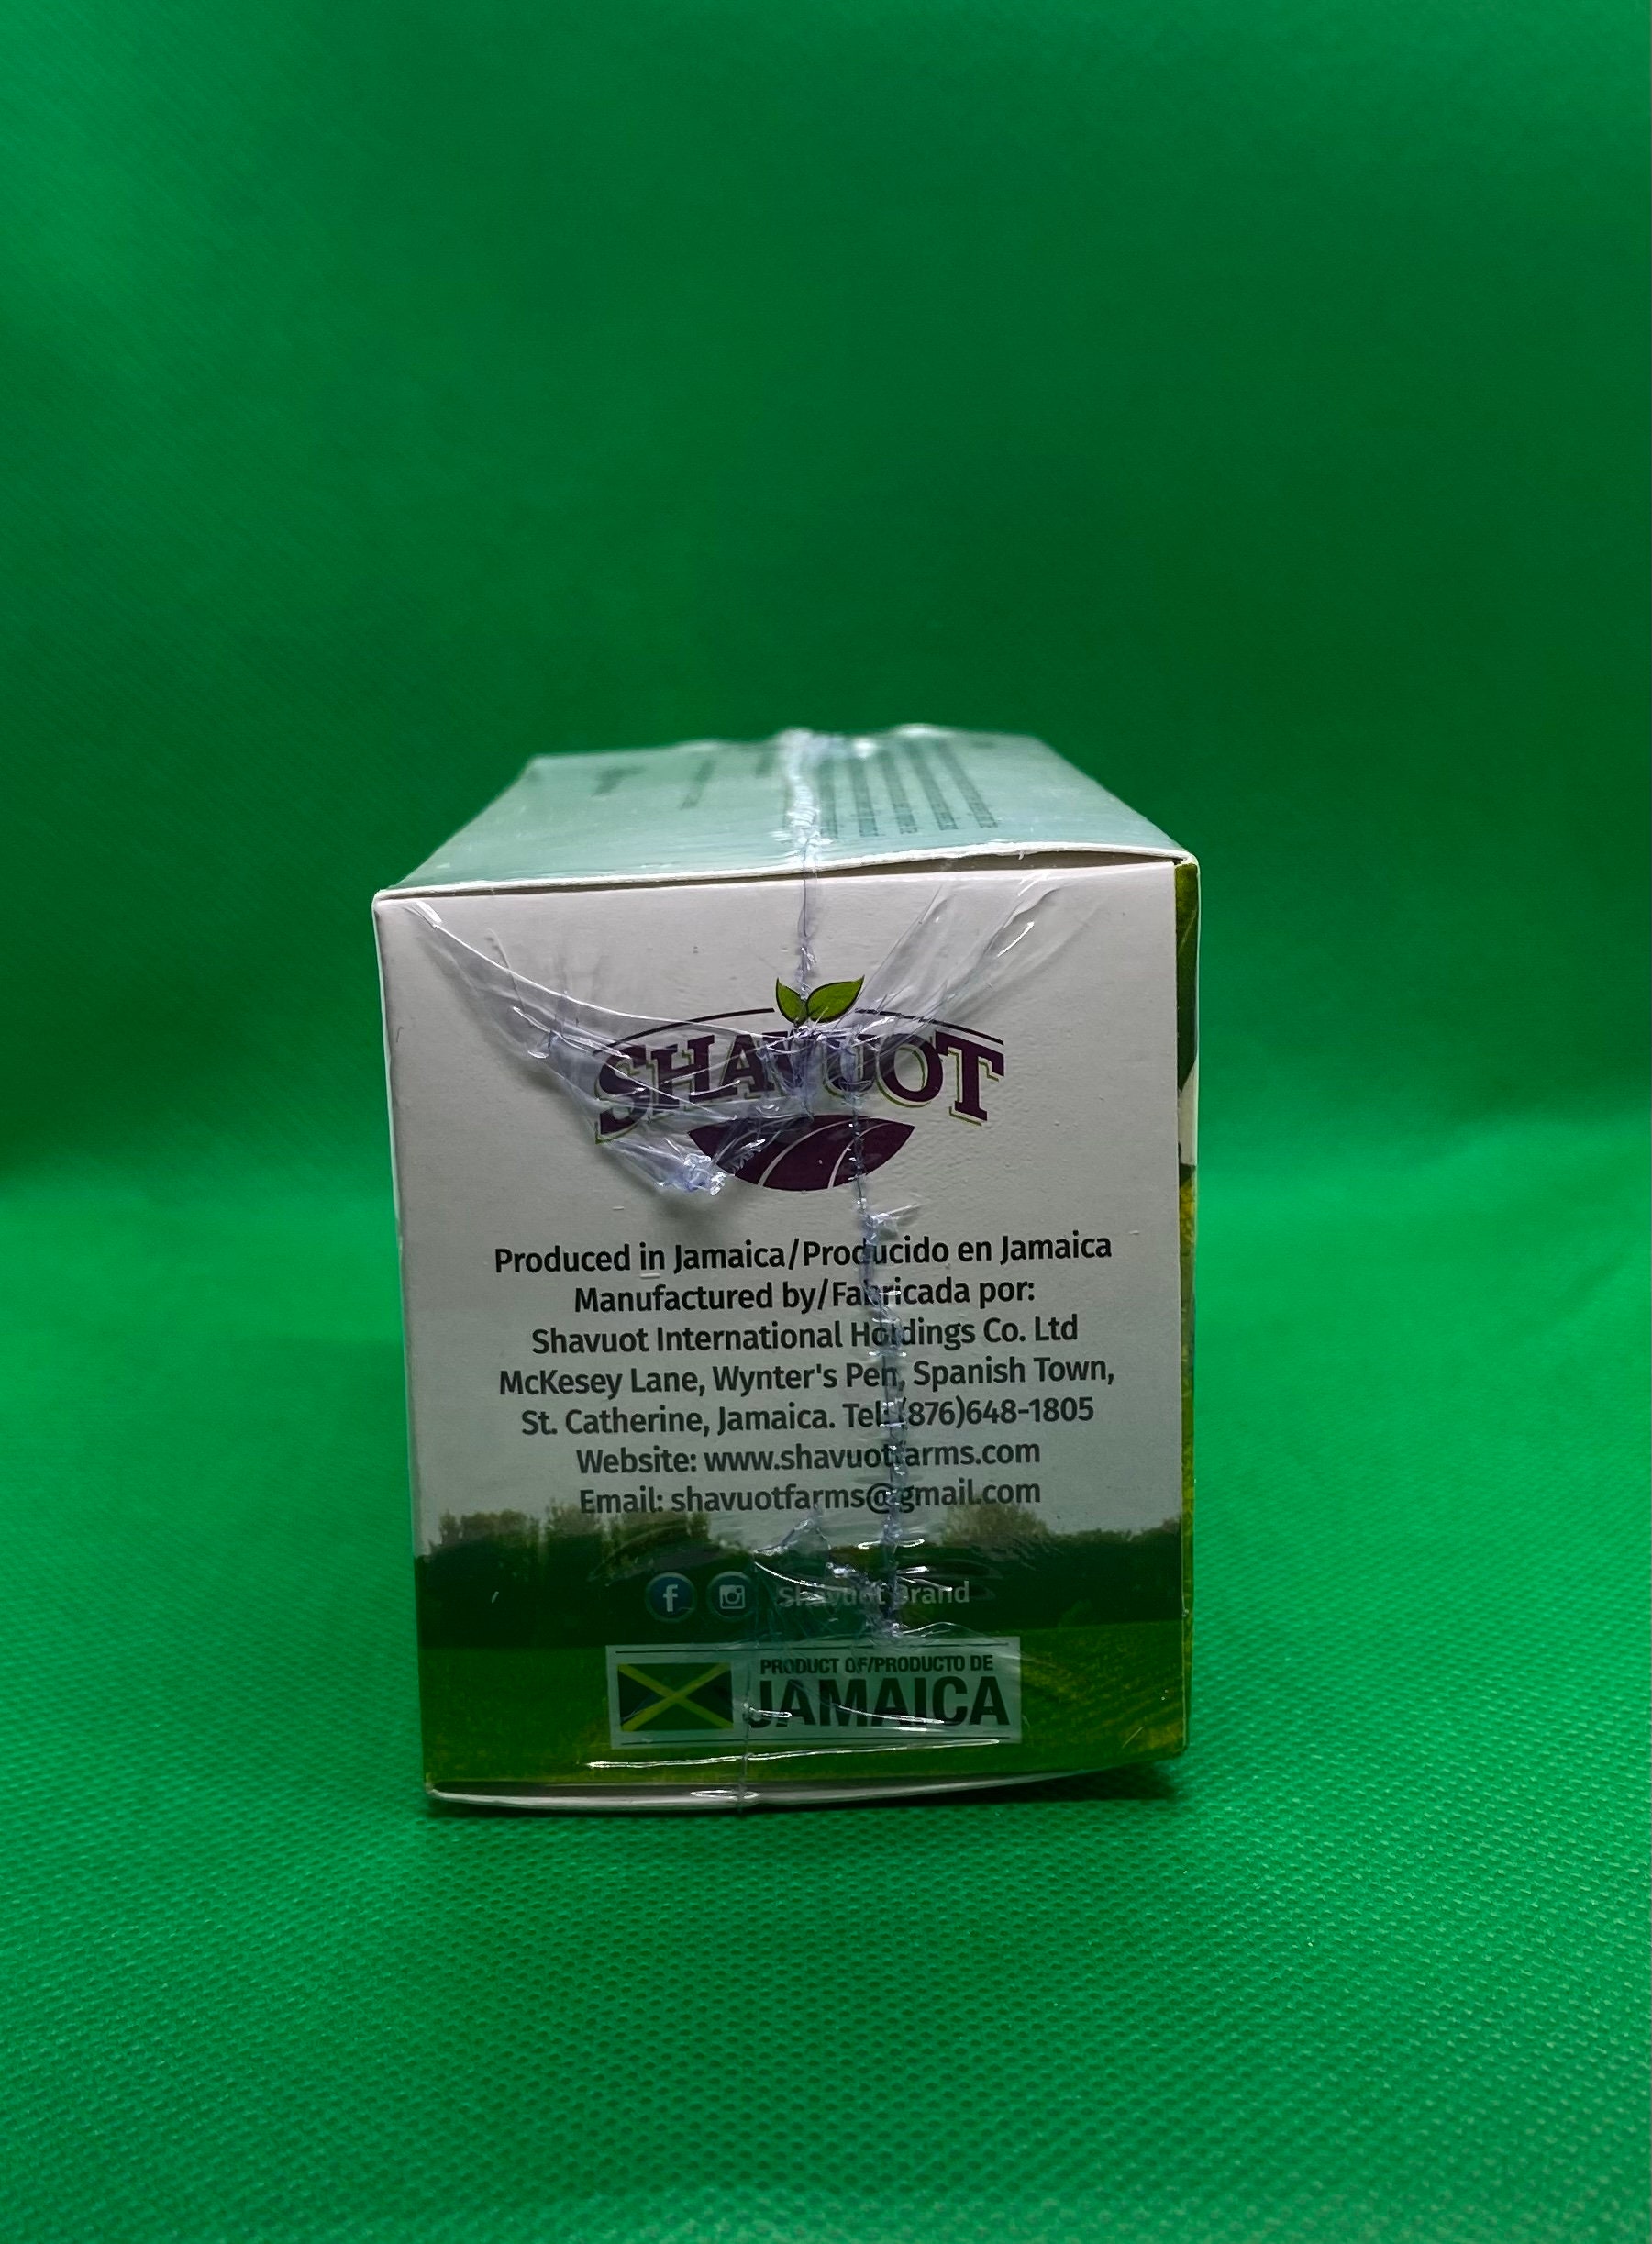 SHAVUOT
Produced in Jamaica/Producido en Jamaica
Manufactured by/Fabricada por:
Shavuot International Holdings Co. Ltd
McKesey Lane, Wynter's Pen, Spanish Town,
St. Catherine, Jamaica. Tel: (876)648-1805
Website: www.shavuotfarms.com
Email: shavuotfarms@gmail.com
f Shavuot Brand
PRODUCT OF/PRODUCTO DE
JAMAICA